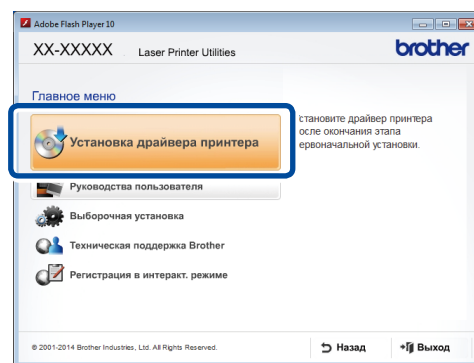 Adobe Flash Player 10
XX-XXXXX Laser Printer Utilities brother
Главное меню
Установка драйвера принтера
становите драйвер принтера
осле окончания этапа
ервоначальной установки.
Руководства пользователя
Выборочная установка
Техническая поддержка Brother
Регистрация в интеракт. режиме
© 2001-2014 Brother Industries, Ltd. All Rights Reserved.
Назад
Выход